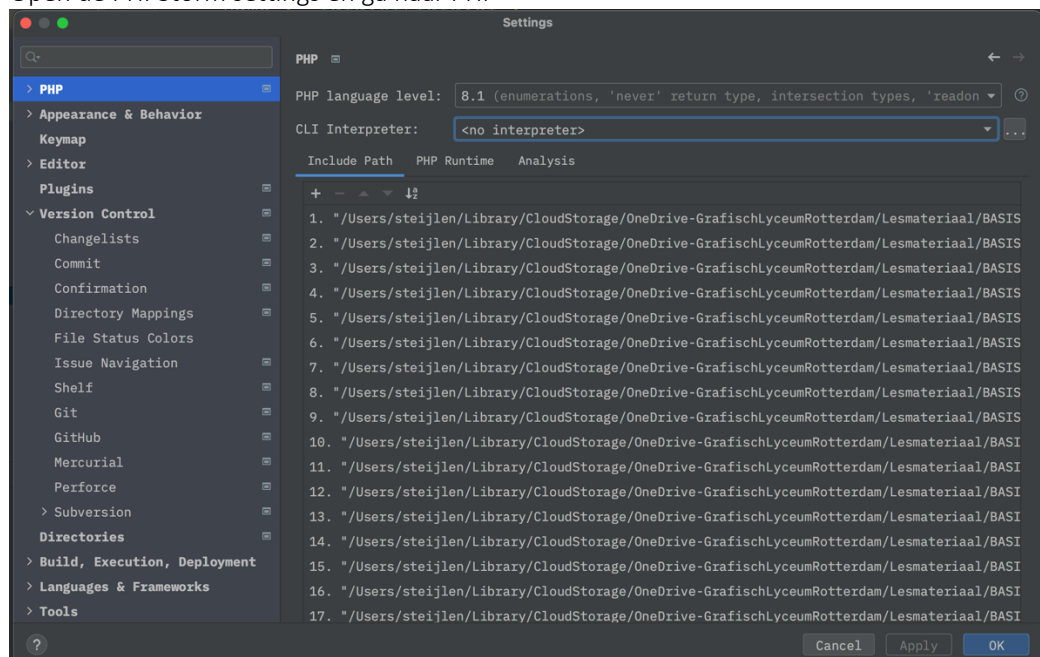 Open de PHPStorm settings en ga naar PHP
Settings
PHP
PHP
Appearance & Behavior
Keymap
Editor
Plugins
Version Control
Changelists
Commit
Confirmation
Directory Mappings
File Status Colors
Issue Navigation
Shelf
Git
GitHub
Mercurial
Perforce
Subversion
Directories
Build, Execution, Deployment
Languages & Frameworks
Tools
PHP language level: 8.1 (enumerations, 'never' return type, intersection types, 'readon
CLI Interpreter: <no interpreter> ...
Include Path PHP Runtime Analysis
1. "/Users/steijlen/Library/CloudStorage/OneDrive-GrafischLyceumRotterdam/Lesmateriaal/BASIS
2. "/Users/steijlen/Library/CloudStorage/OneDrive-GrafischLyceumRotterdam/Lesmateriaal/BASIS
3. "/Users/steijlen/Library/CloudStorage/OneDrive-GrafischLyceumRotterdam/Lesmateriaal/BASIS
4. "/Users/steijlen/Library/CloudStorage/OneDrive-GrafischLyceumRotterdam/Lesmateriaal/BASIS
5. "/Users/steijlen/Library/CloudStorage/OneDrive-GrafischLyceumRotterdam/Lesmateriaal/BASIS
6. "/Users/steijlen/Library/CloudStorage/OneDrive-GrafischLyceumRotterdam/Lesmateriaal/BASIS
7. "/Users/steijlen/Library/CloudStorage/OneDrive-GrafischLyceumRotterdam/Lesmateriaal/BASIS
8. "/Users/steijlen/Library/CloudStorage/OneDrive-GrafischLyceumRotterdam/Lesmateriaal/BASIS
9. "/Users/steijlen/Library/CloudStorage/OneDrive-GrafischLyceumRotterdam/Lesmateriaal/BASIS
10. "/Users/steijlen/Library/CloudStorage/OneDrive-GrafischLyceumRotterdam/Lesmateriaal/BASI
11. "/Users/steijlen/Library/CloudStorage/OneDrive-GrafischLyceumRotterdam/Lesmateriaal/BASI
12. "/Users/steijlen/Library/CloudStorage/OneDrive-GrafischLyceumRotterdam/Lesmateriaal/BASI
13. "/Users/steijlen/Library/CloudStorage/OneDrive-GrafischLyceumRotterdam/Lesmateriaal/BASI
14. "/Users/steijlen/Library/CloudStorage/OneDrive-GrafischLyceumRotterdam/Lesmateriaal/BASI
15. "/Users/steijlen/Library/CloudStorage/OneDrive-GrafischLyceumRotterdam/Lesmateriaal/BASI
16. "/Users/steijlen/Library/CloudStorage/OneDrive-GrafischLyceumRotterdam/Lesmateriaal/BASI
17. "/Users/steijlen/Library/CloudStorage/OneDrive-GrafischLyceumRotterdam/Lesmateriaal/BASI
? Cancel Apply OK